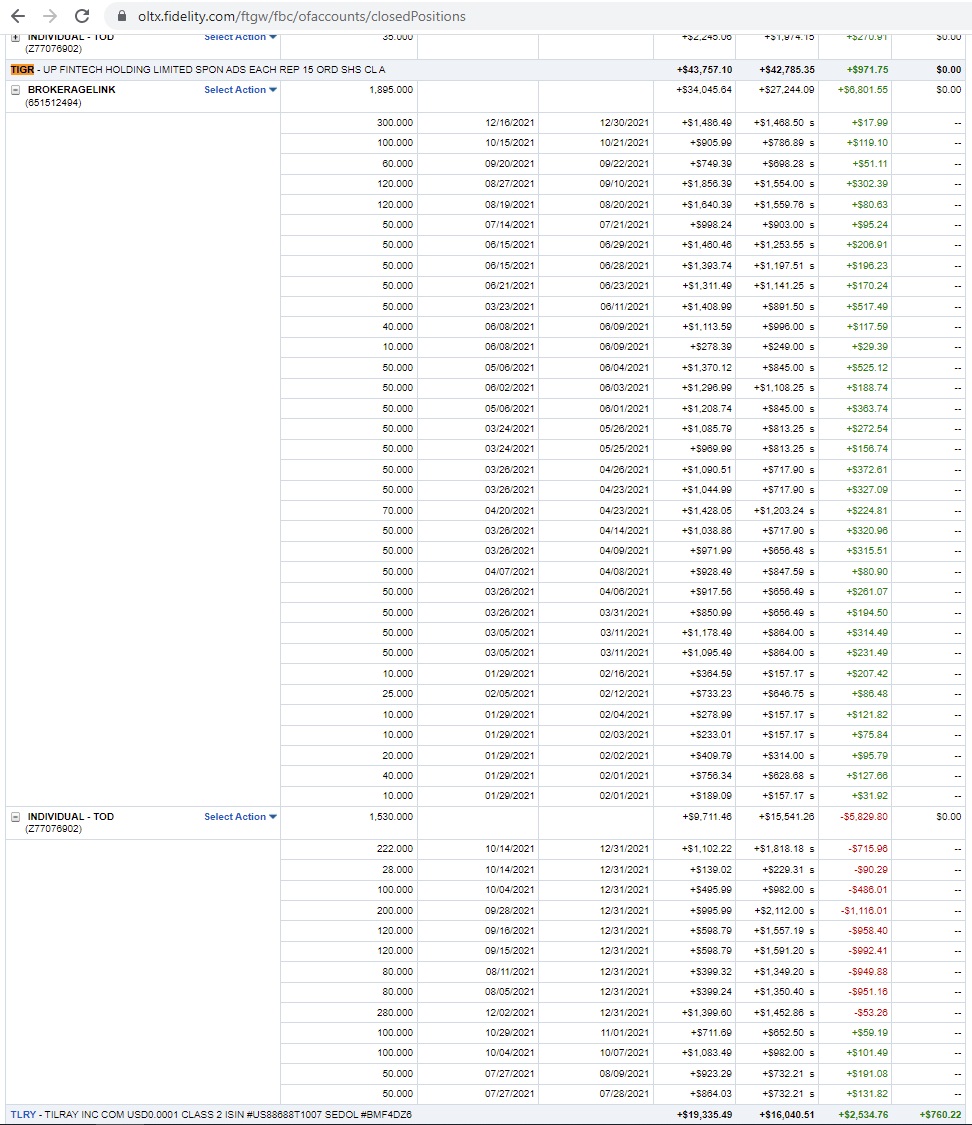 oltx.fidelity.com/ftgw/fbc/ofaccounts/closedPositions
INDIVIDUAL - TOD Select Action 35.000 +$2,245.06 +$1,974.15 +$270.91 $0.00
(Z77076902)
TIGR - UP FINTECH HOLDING LIMITED SPON ADS EACH REP 15 ORD SHS CL A +$43,757.10 +$42,785.35 +$971.75 $0.00
BROKERAGELINK Select Action 1,895.000 +$34,045.64 +$27,244.09 +$6,801.55 $0.00
(651512494)
300.000 12/16/2021 12/30/2021 +$1,486.49 +$1,468.50 s +$17.99 --
100.000 10/15/2021 10/21/2021 +$905.99 +$786.89 s +$119.10 --
60.000 09/20/2021 09/22/2021 +$749.39 +$698.28 s +$51.11 --
120.000 08/27/2021 09/10/2021 +$1,856.39 +$1,554.00 s +$302.39 --
120.000 08/19/2021 08/20/2021 +$1,640.39 +$1,559.76 s +$80.63 --
50.000 07/14/2021 07/21/2021 +$998.24 +$903.00 s +$95.24 --
50.000 06/15/2021 06/29/2021 +$1,460.46 +$1,253.55 s +$206.91 --
50.000 06/15/2021 06/28/2021 +$1,393.74 +$1,197.51 s +$196.23 --
50.000 06/21/2021 06/23/2021 +$1,311.49 +$1,141.25 s +$170.24 --
50.000 03/23/2021 06/11/2021 +$1,408.99 +$891.50 s +$517.49 --
40.000 06/08/2021 06/09/2021 +$1,113.59 +$996.00 s +$117.59 --
10.000 06/08/2021 06/09/2021 +$278.39 +$249.00 s +$29.39 --
50.000 05/06/2021 06/04/2021 +$1,370.12 +$845.00 s +$525.12 --
50.000 06/02/2021 06/03/2021 +$1,296.99 +$1,108.25 s +$188.74 --
50.000 05/06/2021 06/01/2021 +$1,208.74 +$845.00 s +$363.74 --
50.000 03/24/2021 05/26/2021 +$1,085.79 +$813.25 s +$272.54 --
50.000 03/24/2021 05/25/2021 +$969.99 +$813.25 s +$156.74 --
50.000 03/26/2021 04/26/2021 +$1,090.51 +$717.90 s +$372.61 --
50.000 03/26/2021 04/23/2021 +$1,044.99 +$717.90 s +$327.09 --
70.000 04/20/2021 04/23/2021 +$1,428.05 +$1,203.24 s +$224.81 --
50.000 03/26/2021 04/14/2021 +$1,038.86 +$717.90 s +$320.96 --
50.000 03/26/2021 04/09/2021 +$971.99 +$656.48 s +$315.51 --
50.000 04/07/2021 04/08/2021 +$928.49 +$847.59 s +$80.90 --
50.000 03/26/2021 04/06/2021 +$917.56 +$656.49 s +$261.07 --
50.000 03/26/2021 03/31/2021 +$850.99 +$656.49 s +$194.50 --
50.000 03/05/2021 03/11/2021 +$1,178.49 +$864.00 s +$314.49 --
50.000 03/05/2021 03/11/2021 +$1,095.49 +$864.00 s +$231.49 --
10.000 01/29/2021 02/16/2021 +$364.59 +$157.17 s +$207.42 --
25.000 02/05/2021 02/12/2021 +$733.23 +$646.75 s +$86.48 --
10.000 01/29/2021 02/04/2021 +$278.99 +$157.17 s +$121.82 --
10.000 01/29/2021 02/03/2021 +$233.01 +$157.17 s +$75.84 --
20.000 01/29/2021 02/02/2021 +$409.79 +$314.00 s +$95.79 --
40.000 01/29/2021 02/01/2021 +$756.34 +$628.68 s +$127.66 --
10.000 01/29/2021 02/01/2021 +$189.09 +$157.17 s +$31.92 --
INDIVIDUAL - TOD Select Action 1,530.000 +$9,711.46 +$15,541.26 -$5,829.80 $0.00
(Z77076902)
222.000 10/14/2021 12/31/2021 +$1,102.22 +$1,818.18 s -$715.96 --
28.000 10/14/2021 12/31/2021 +$139.02 +$229.31 s -$90.29 --
100.000 10/04/2021 12/31/2021 +$495.99 +$982.00 s -$486.01 --
200.000 09/28/2021 12/31/2021 +$995.99 +$2,112.00 s -$1,116.01 --
120.000 09/16/2021 12/31/2021 +$598.79 +$1,557.19 s -$958.40 --
120.000 09/15/2021 12/31/2021 +$598.79 +$1,591.20 s -$992.41 --
80.000 08/11/2021 12/31/2021 +$399.32 +$1,349.20 s -$949.88 --
80.000 08/05/2021 12/31/2021 +$399.24 +$1,350.40 s -$951.16 --
280.000 12/02/2021 12/31/2021 +$1,399.60 +$1,452.86 s -$53.26 --
100.000 10/29/2021 11/01/2021 +$711.69 +$652.50 s +$59.19 --
100.000 10/04/2021 10/07/2021 +$1,083.49 +$982.00 s +$101.49 --
50.000 07/27/2021 08/09/2021 +$923.29 +$732.21 s +$191.08 --
50.000 07/27/2021 07/28/2021 +$864.03 +$732.21 s +$131.82 --
TLRY - TILRAY INC COM USD0.0001 CLASS 2 ISIN #US88688T1007 SEDOL #BMF4DZ6 +$19,335.49 +$16,040.51 +$2,534.76 +$760.22